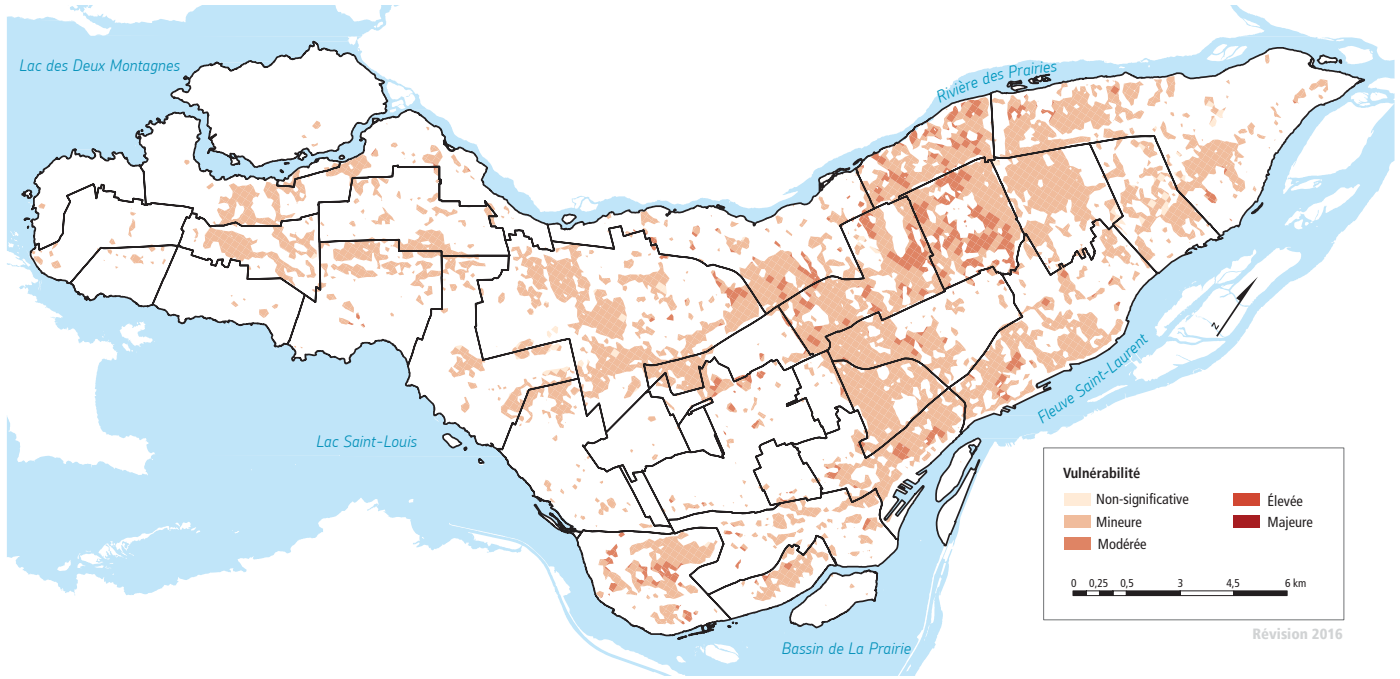 Lac des Deux Montagnes
Rivière des Prairies
Fleuve Saint-Laurent
Lac Saint-Louis
Bassin de La Prairie
N
Vulnérabilité
Non-significative
Mineure
Modérée
Élevée
Majeure
0 0,25 0,5 3 4,5 6 km
Révision 2016